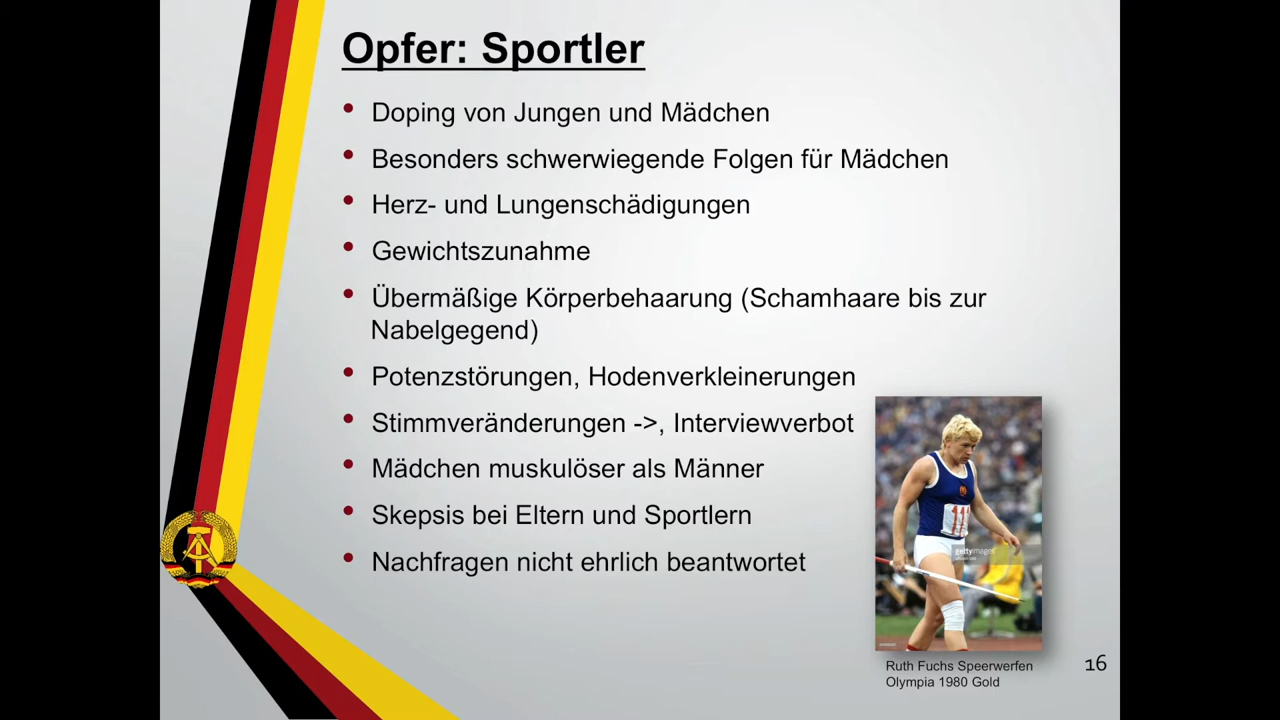 Opfer: Sportler
• Doping von Jungen und Mädchen
• Besonders schwerwiegende Folgen für Mädchen
• Herz- und Lungenschädigungen
• Gewichtszunahme
• Übermäßige Körperbehaarung (Schamhaare bis zur
Nabelgegend)
• Potenzstörungen, Hodenverkleinerungen
• Stimmveränderungen ->, Interviewverbot
• Mädchen muskulöser als Männer
• Skepsis bei Eltern und Sportlern
• Nachfragen nicht ehrlich beantwortet
gettyimages
Ruth Fuchs Speerwerfen
Olympia 1980 Gold
16